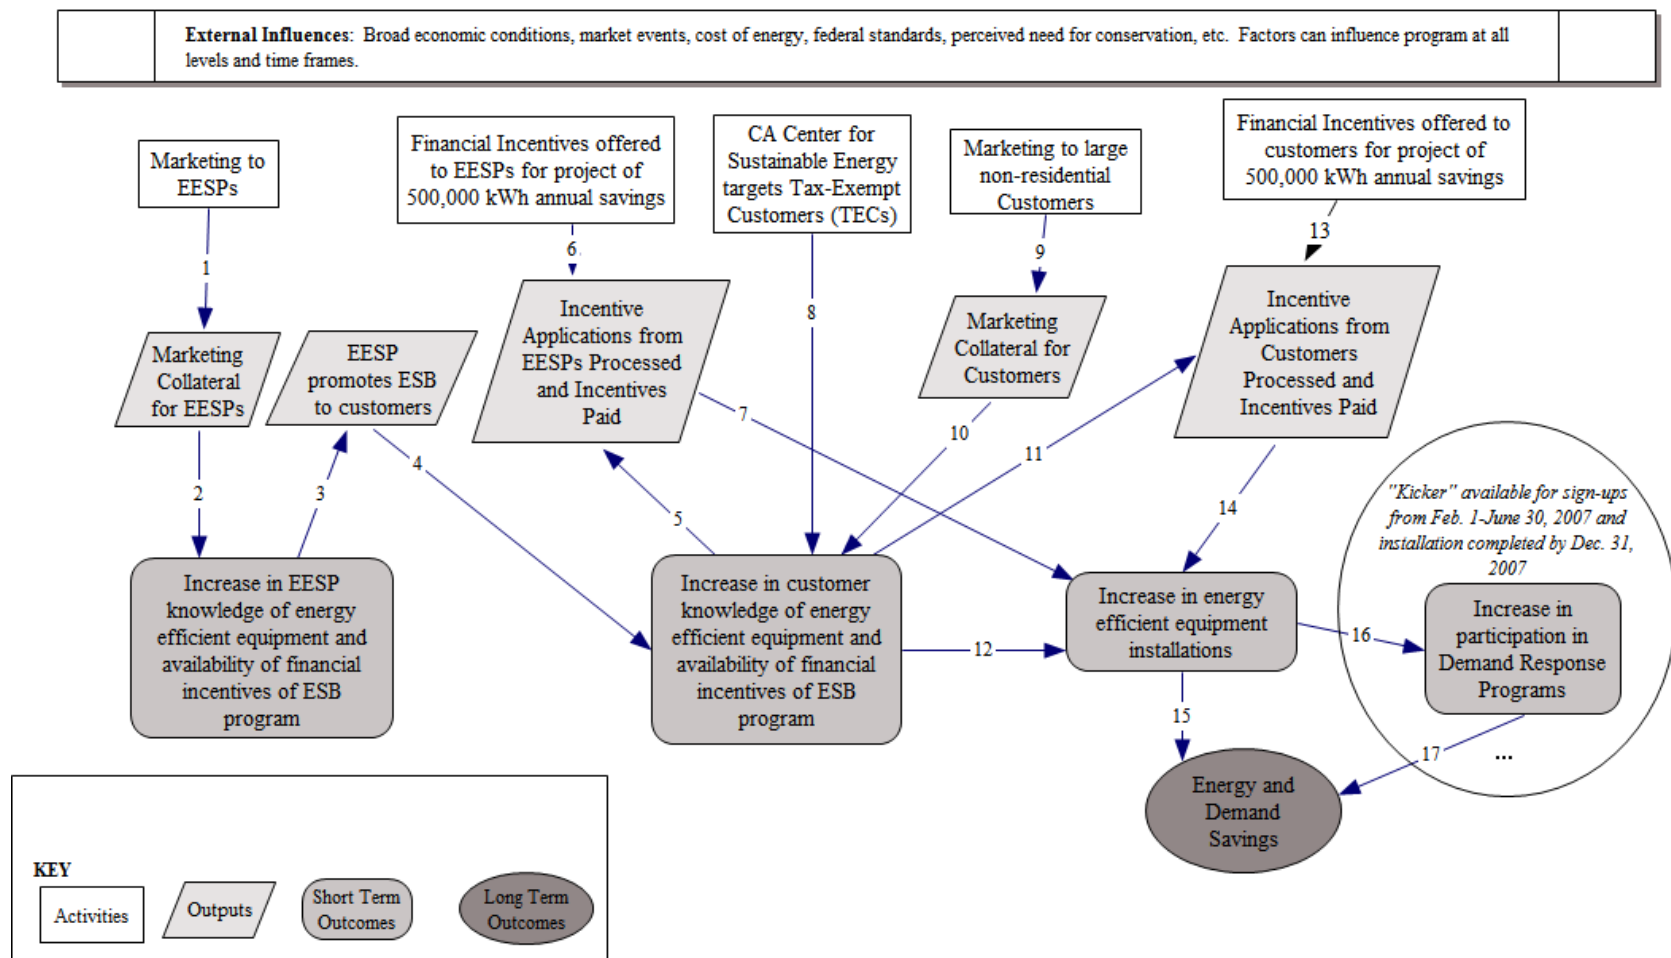 External Influences: Broad economic conditions, market events, cost of energy, federal standards, perceived need for conservation, etc. Factors can influence program at all
levels and time frames.
Marketing to
EESPs
Financial Incentives offered
to EESPs for project of
500,000 kWh annual savings
CA Center for
Sustainable Energy
targets Tax-Exempt
Customers (TECs)
Marketing to large
non-residential
Customers
Financial Incentives offered to
customers for project of
500,000 kWh annual savings
1
6
8
9
13
Marketing
Collateral
for EESPs
EESP
promotes ESB
to customers
Incentive
Applications from
EESPs Processed
and Incentives
Paid
Marketing
Collateral for
Customers
Incentive
Applications from
Customers
Processed and
Incentives Paid
2
3
4
5
7
10
11
14
"Kicker" available for sign-ups
from Feb. 1-June 30, 2007 and
installation completed by Dec. 31,
2007
Increase in EESP
knowledge of energy
efficient equipment and
availability of financial
incentives of ESB
program
Increase in customer
knowledge of energy
efficient equipment and
availability of financial
incentives of ESB
program
12
Increase in energy
efficient equipment
installations
16
Increase in
participation in
Demand Response
Programs
15
17
...
Energy and
Demand
Savings
KEY
Activities
Outputs
Short Term
Outcomes
Long Term
Outcomes